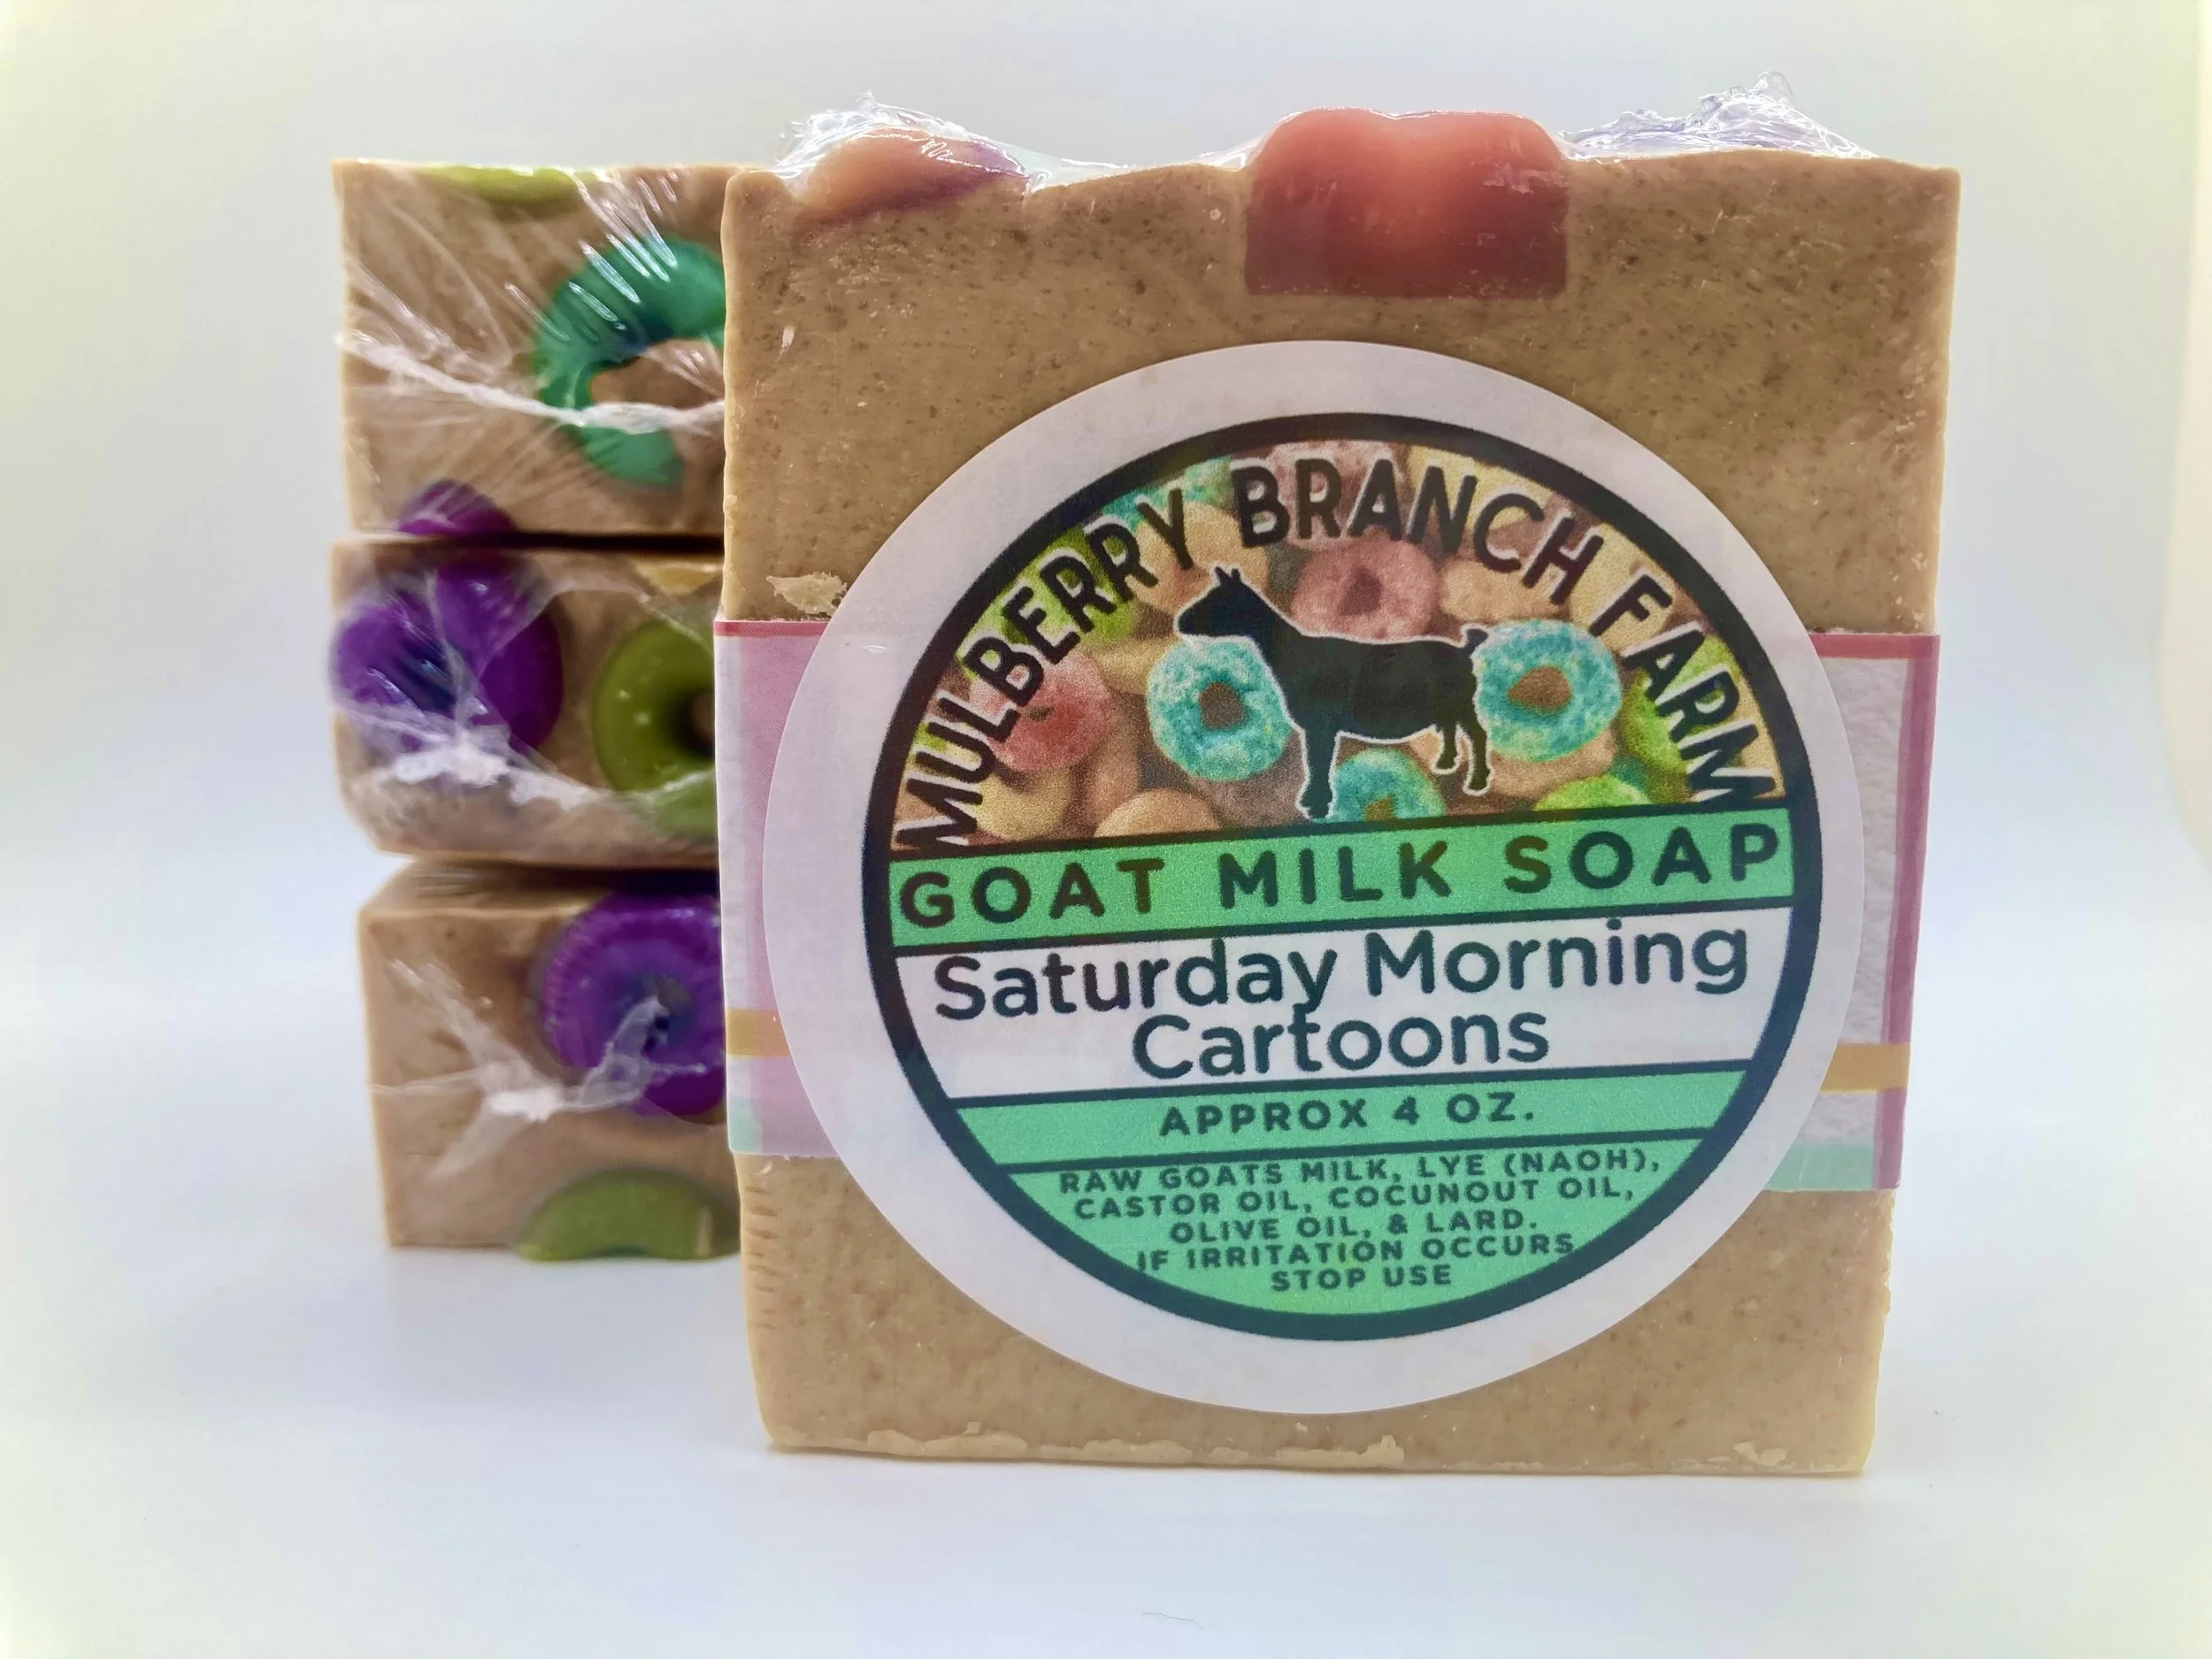 MULBERRY BRANCH FARM
GOAT MILK SOAP
Saturday Morning
Cartoons
APPROX 4 OZ.
RAW GOATS MILK, LYE (NAOH),
CASTOR OIL, COCUNOUT OIL,
OLIVE OIL, & LARD.
IF IRRITATION OCCURS
STOP USE